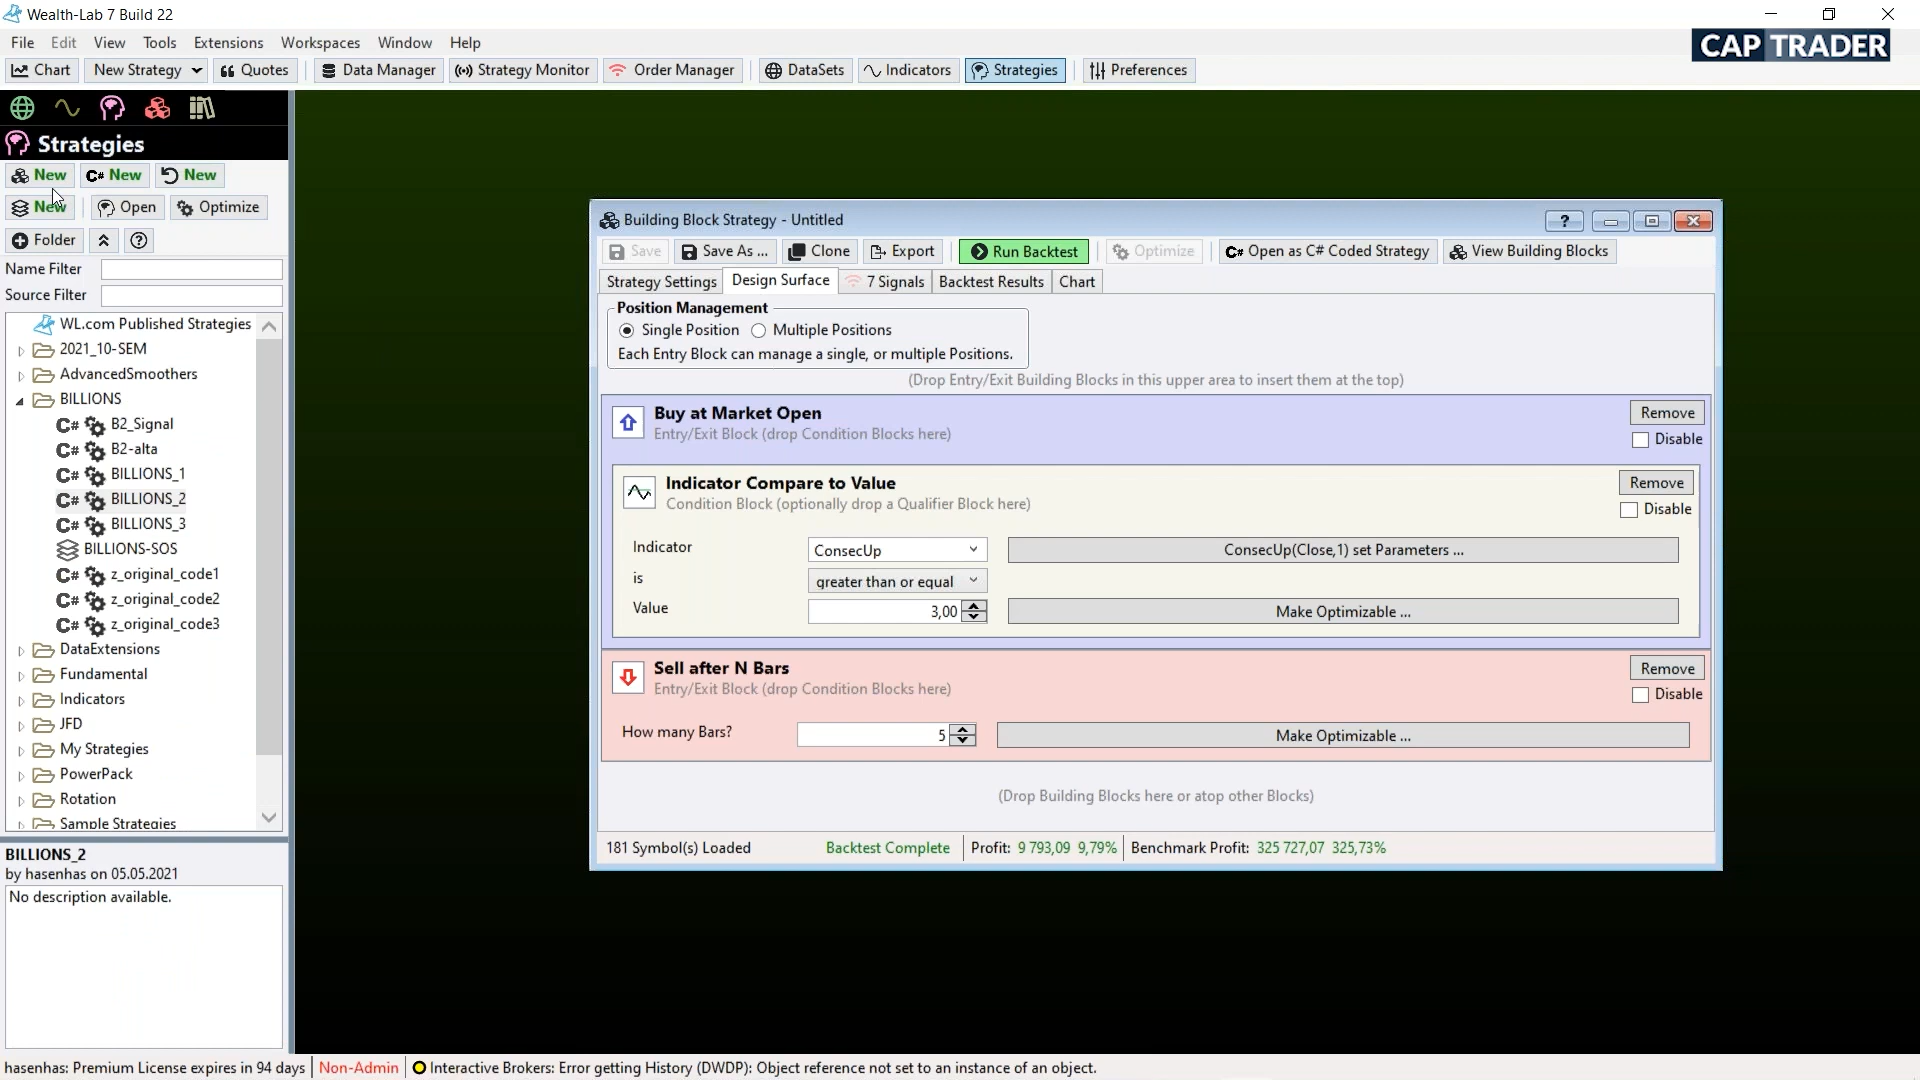 Wealth-Lab 7 Build 22
File Edit View Tools Extensions Workspaces Window Help
CAP TRADER
Chart New Strategy Quotes Data Manager Strategy Monitor Order Manager DataSets Indicators Strategies Preferences
Strategies
New C# New New
New Open Optimize
Folder
Name Filter
Source Filter
WL.com Published Strategies
2021_10-SEM
AdvancedSmoothers
BILLIONS
C# B2_Signal
C# B2-alta
C# BILLIONS_1
C# BILLIONS_2
C# BILLIONS_3
BILLIONS-SOS
C# z_original_code1
C# z_original_code2
C# z_original_code3
DataExtensions
Fundamental
Indicators
JFD
My Strategies
PowerPack
Rotation
Sample Strategies
BILLIONS_2
by hasenhas on 05.05.2021
No description available.
Building Block Strategy - Untitled
?
Save Save As ... Clone Export Run Backtest Optimize C# Open as C# Coded Strategy View Building Blocks
Strategy Settings Design Surface 7 Signals Backtest Results Chart
Position Management
Single Position Multiple Positions
Each Entry Block can manage a single, or multiple Positions.
(Drop Entry/Exit Building Blocks in this upper area to insert them at the top)
Buy at Market Open Remove
Entry/Exit Block (drop Condition Blocks here) Disable
Indicator Compare to Value Remove
Condition Block (optionally drop a Qualifier Block here) Disable
Indicator ConsecUp ConsecUp(Close,1) set Parameters ...
is greater than or equal
Value 3,00 Make Optimizable ...
Sell after N Bars Remove
Entry/Exit Block (drop Condition Blocks here) Disable
How many Bars? 5 Make Optimizable ...
(Drop Building Blocks here or atop other Blocks)
181 Symbol(s) Loaded Backtest Complete Profit: 9 793,09 9,79% Benchmark Profit: 325 727,07 325,73%
hasenhas: Premium License expires in 94 days Non-Admin Interactive Brokers: Error getting History (DWDP): Object reference not set to an instance of an object.